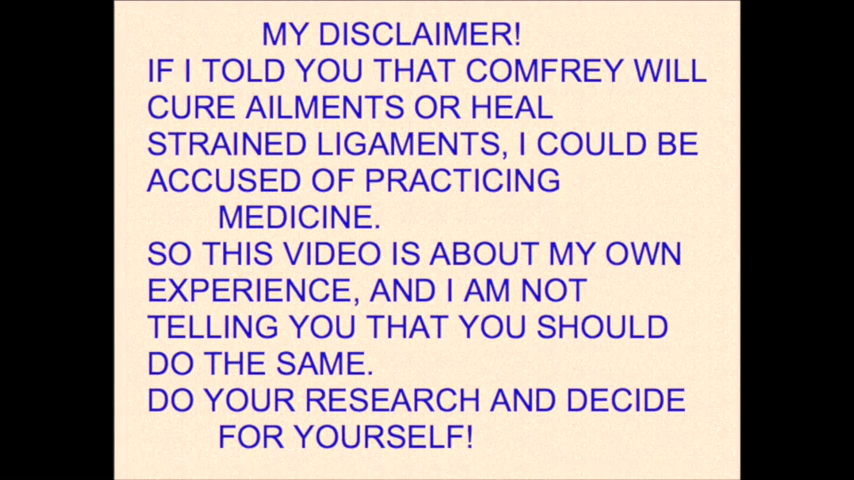 MY DISCLAIMER!
IF I TOLD YOU THAT COMFREY WILL
CURE AILMENTS OR HEAL
STRAINED LIGAMENTS, I COULD BE
ACCUSED OF PRACTICING
MEDICINE.
SO THIS VIDEO IS ABOUT MY OWN
EXPERIENCE, AND I AM NOT
TELLING YOU THAT YOU SHOULD
DO THE SAME.
DO YOUR RESEARCH AND DECIDE
FOR YOURSELF!